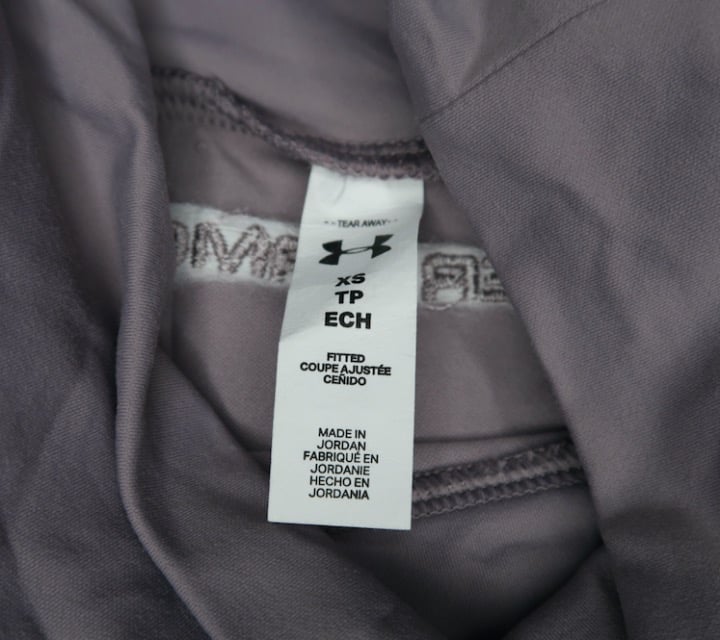 --TEAR AWAY--
XS
TP
ECH
FITTED
COUPE AJUSTÉE
CEÑIDO
MADE IN
JORDAN
FABRIQUÉ EN
JORDANIE
HECHO EN
JORDANIA